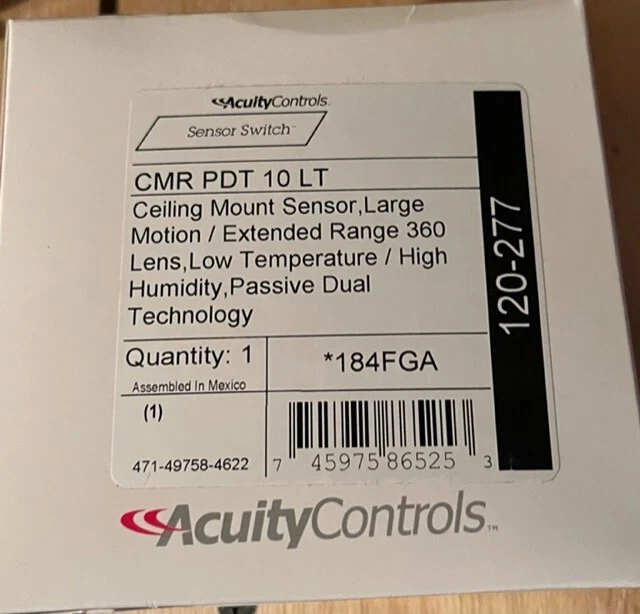 AcuityControls.
Sensor Switch™
CMR PDT 10 LT
Ceiling Mount Sensor,Large
Motion / Extended Range 360
Lens,Low Temperature / High
Humidity,Passive Dual
Technology
120-277
Quantity: 1
*184FGA
Assembled In Mexico
(1)
471-49758-4622
7 45975 86525 3
AcuityControls™